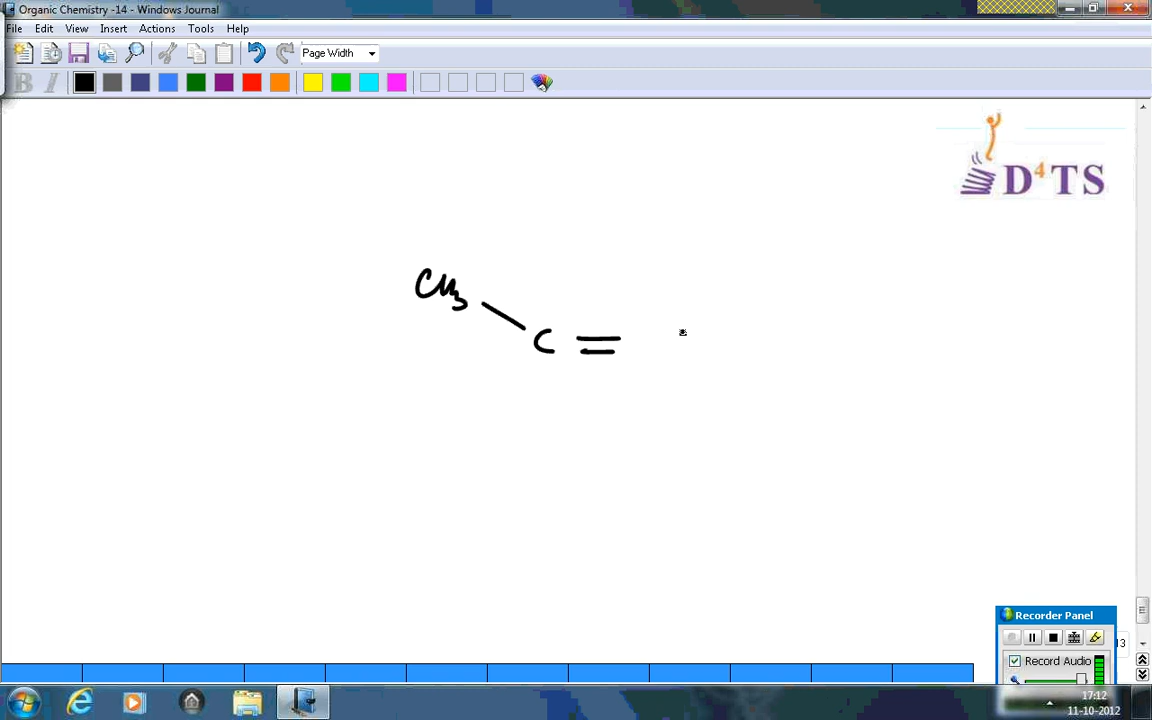 Organic Chemistry -14 - Windows Journal
File Edit View Insert Actions Tools Help
Page Width
B I
D4TS
CH3
C =
Recorder Panel
13
Record Audio
17:12
11-10-2012